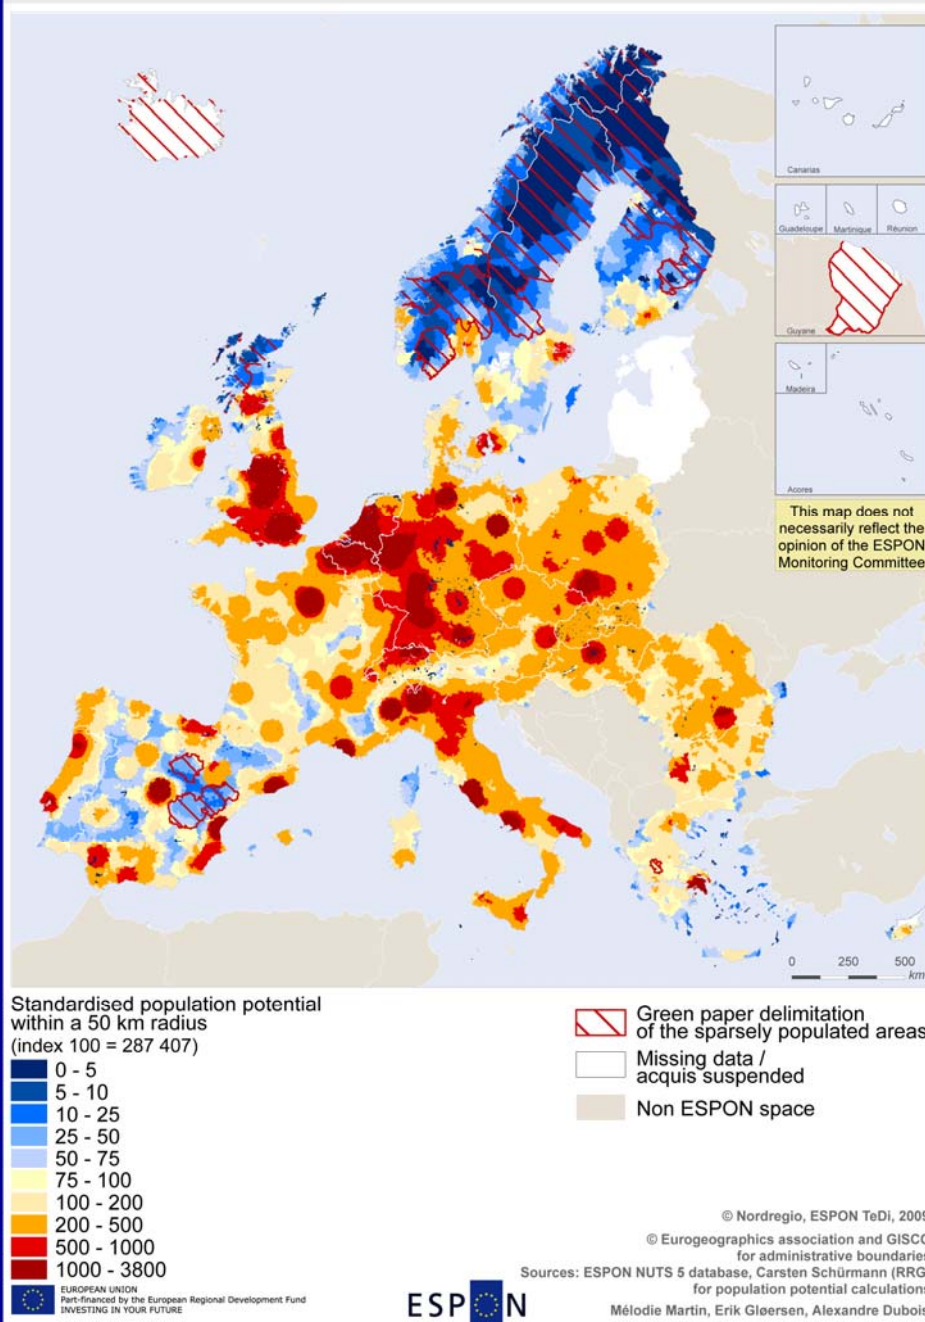 Canarias
Guadeloupe
Martinique
Réunion
Guyane
Madeira
Acores
This map does not
necessarily reflect the
opinion of the ESPON
Monitoring Committee
0 250 500
km
Standardised population potential
within a 50 km radius
(index 100 = 287 407)
0 - 5
5 - 10
10 - 25
25 - 50
50 - 75
75 - 100
100 - 200
200 - 500
500 - 1000
1000 - 3800
Green paper delimitation
of the sparsely populated areas
Missing data /
acquis suspended
Non ESPON space
© Nordregio, ESPON TeDi, 2009
© Eurogeographics association and GISCO
for administrative boundaries
Sources: ESPON NUTS 5 database, Carsten Schürmann (RRG
for population potential calculations
Mélodie Martin, Erik Gløersen, Alexandre Dubois
EUROPEAN UNION
Part-financed by the European Regional Development Fund
INVESTING IN YOUR FUTURE
ESPON